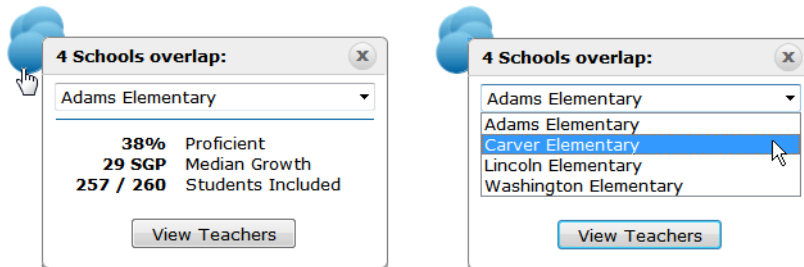 4 Schools overlap:
Adams Elementary
38% Proficient
29 SGP Median Growth
257 / 260 Students Included
View Teachers
4 Schools overlap:
Adams Elementary
Adams Elementary
Carver Elementary
Lincoln Elementary
Washington Elementary
View Teachers